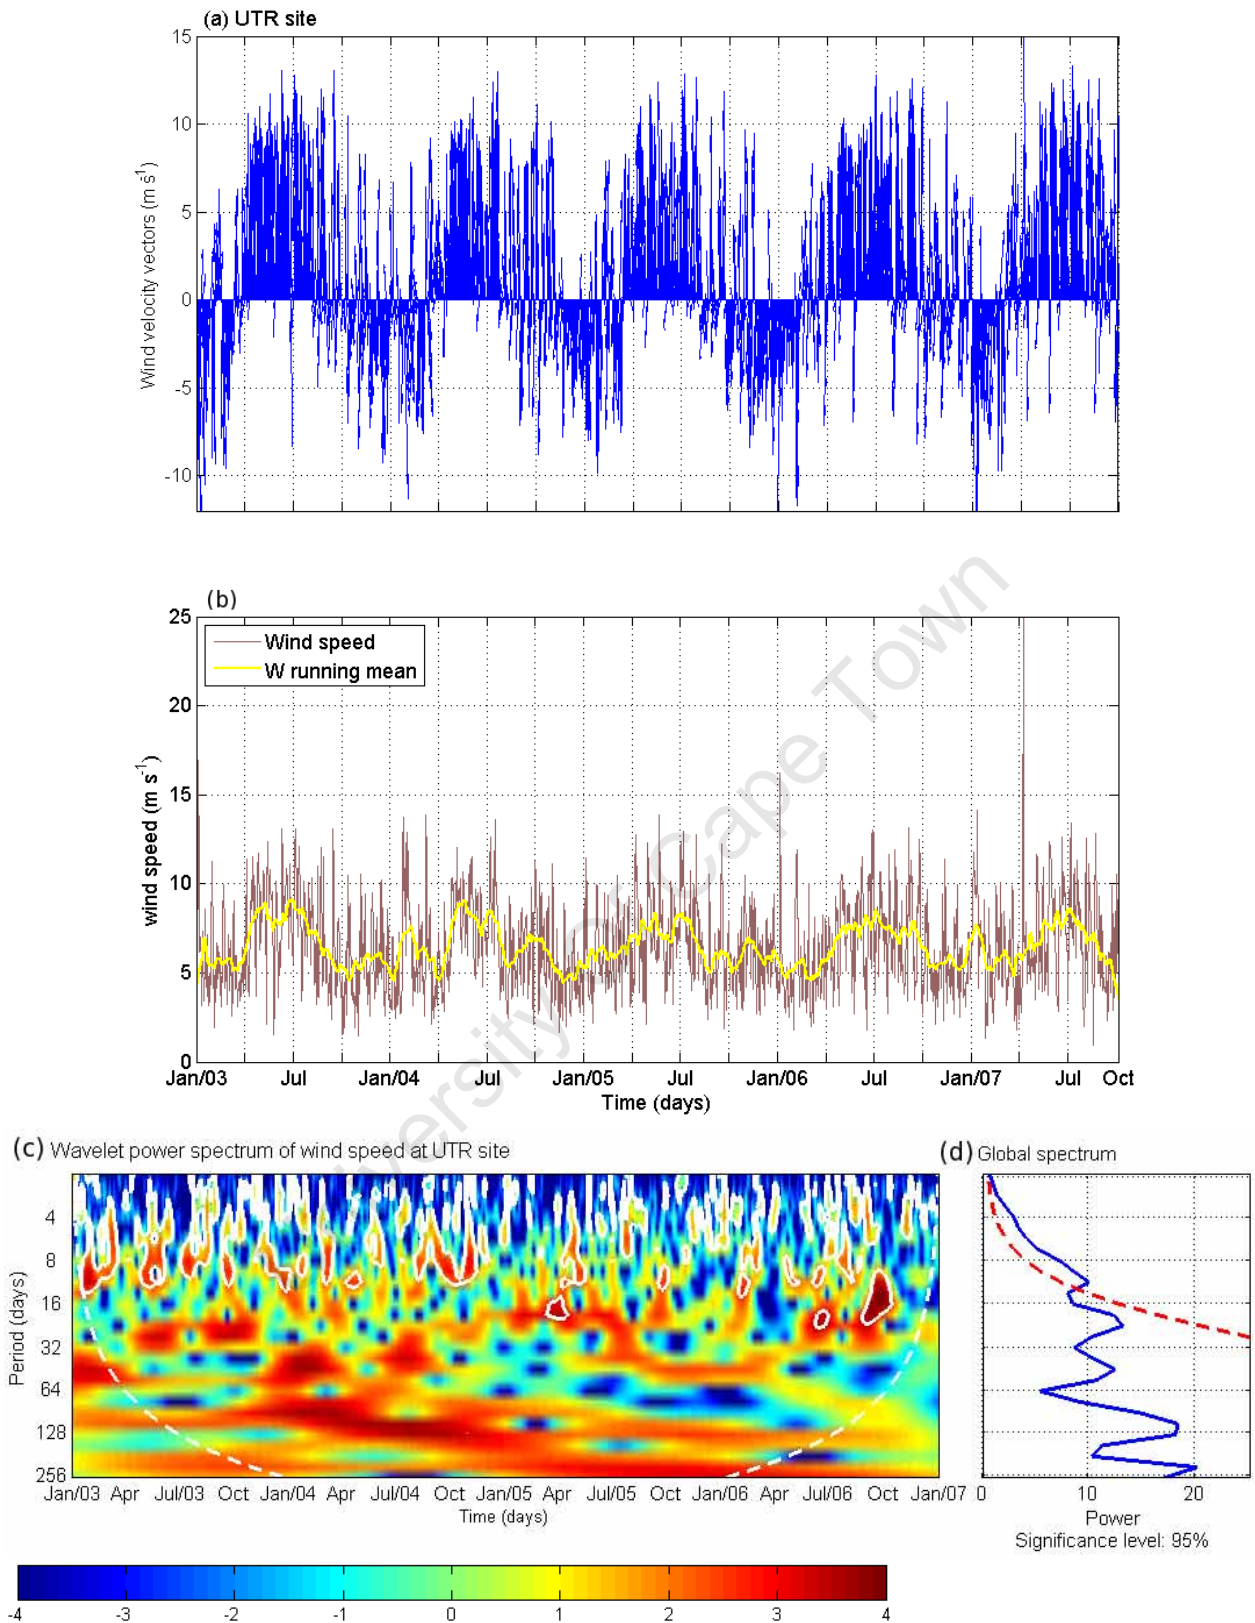 (a) UTR site
15
10
5
0
-5
-10
Wind velocity vectors (m s⁻¹)
(b)
25
20
15
10
5
0
wind speed (m s⁻¹)
Wind speed
W running mean
Jan/03 Jul Jan/04 Jul Jan/05 Jul Jan/06 Jul Jan/07 Jul Oct
Time (days)
University of Cape Town
(c) Wavelet power spectrum of wind speed at UTR site
4
8
16
32
64
128
256
Period (days)
Jan/03 Apr Jul/03 Oct Jan/04 Apr Jul/04 Oct Jan/05 Apr Jul/05 Oct Jan/06 Apr Jul/06 Oct Jan/07
Time (days)
(d) Global spectrum
0 10 20
Power
Significance level: 95%
-4 -3 -2 -1 0 1 2 3 4